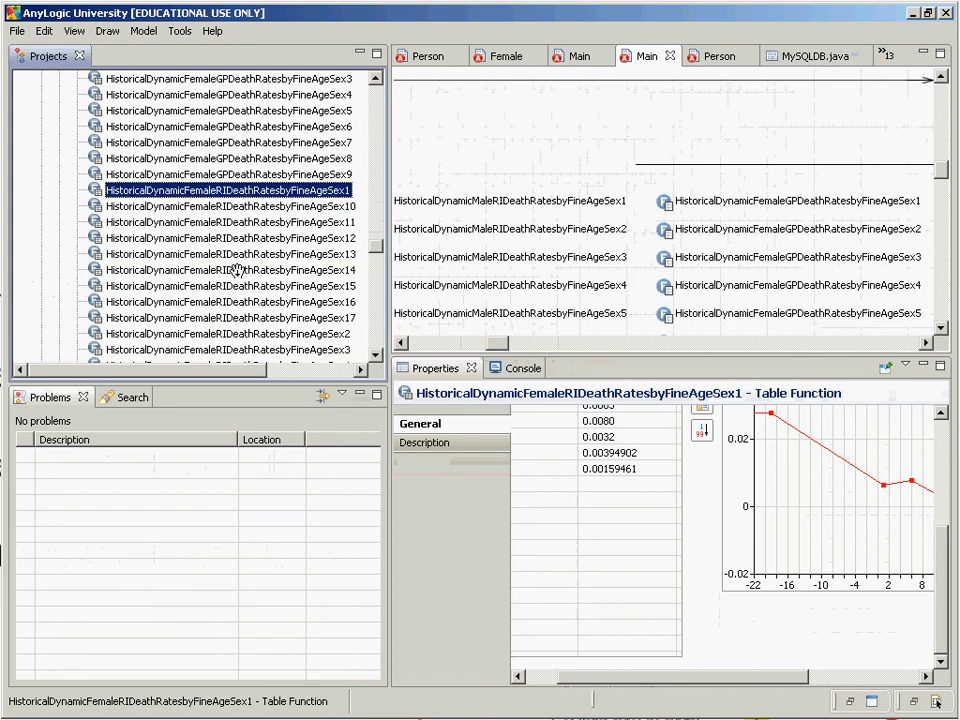 AnyLogic University [EDUCATIONAL USE ONLY]
File Edit View Draw Model Tools Help
Projects
HistoricalDynamicFemaleGPDeathRatesbyFineAgeSex3
HistoricalDynamicFemaleGPDeathRatesbyFineAgeSex4
HistoricalDynamicFemaleGPDeathRatesbyFineAgeSex5
HistoricalDynamicFemaleGPDeathRatesbyFineAgeSex6
HistoricalDynamicFemaleGPDeathRatesbyFineAgeSex7
HistoricalDynamicFemaleGPDeathRatesbyFineAgeSex8
HistoricalDynamicFemaleGPDeathRatesbyFineAgeSex9
HistoricalDynamicFemaleRIDeathRatesbyFineAgeSex1
HistoricalDynamicFemaleRIDeathRatesbyFineAgeSex10
HistoricalDynamicFemaleRIDeathRatesbyFineAgeSex11
HistoricalDynamicFemaleRIDeathRatesbyFineAgeSex12
HistoricalDynamicFemaleRIDeathRatesbyFineAgeSex13
HistoricalDynamicFemaleRIDeathRatesbyFineAgeSex14
HistoricalDynamicFemaleRIDeathRatesbyFineAgeSex15
HistoricalDynamicFemaleRIDeathRatesbyFineAgeSex16
HistoricalDynamicFemaleRIDeathRatesbyFineAgeSex17
HistoricalDynamicFemaleRIDeathRatesbyFineAgeSex2
HistoricalDynamicFemaleRIDeathRatesbyFineAgeSex3
Person Female Main Main Person MySQLDB.java »13
HistoricalDynamicMaleRIDeathRatesbyFineAgeSex1 HistoricalDynamicFemaleGPDeathRatesbyFineAgeSex1
HistoricalDynamicMaleRIDeathRatesbyFineAgeSex2 HistoricalDynamicFemaleGPDeathRatesbyFineAgeSex2
HistoricalDynamicMaleRIDeathRatesbyFineAgeSex3 HistoricalDynamicFemaleGPDeathRatesbyFineAgeSex3
HistoricalDynamicMaleRIDeathRatesbyFineAgeSex4 HistoricalDynamicFemaleGPDeathRatesbyFineAgeSex4
HistoricalDynamicMaleRIDeathRatesbyFineAgeSex5 HistoricalDynamicFemaleGPDeathRatesbyFineAgeSex5
Problems Search
No problems
Description Location
Properties Console
HistoricalDynamicFemaleRIDeathRatesbyFineAgeSex1 - Table Function
General
Description
0.0080
0.0032
0.00394902
0.00159461
0.02
0
-0.02
-22 -16 -10 -4 2 8
HistoricalDynamicFemaleRIDeathRatesbyFineAgeSex1 - Table Function